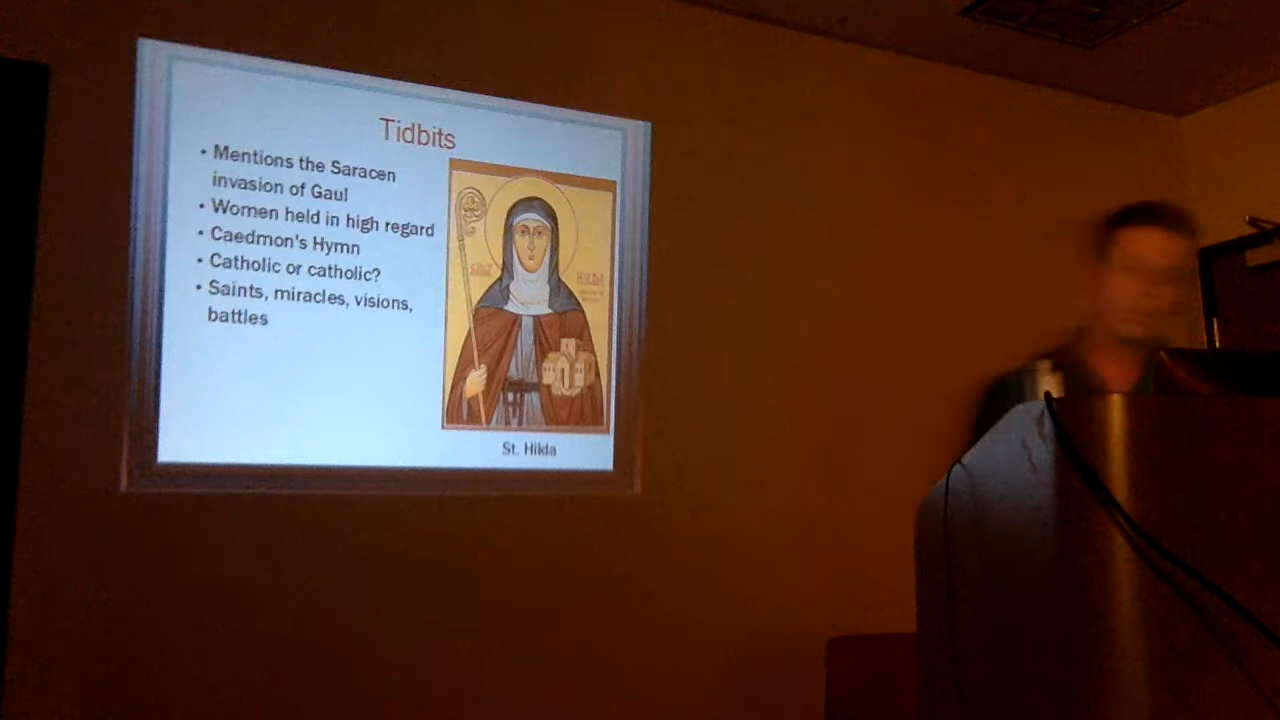 Tidbits
• Mentions the Saracen
invasion of Gaul
• Women held in high regard
• Caedmon's Hymn
• Catholic or catholic?
• Saints, miracles, visions,
battles
HILDA
St. Hilda